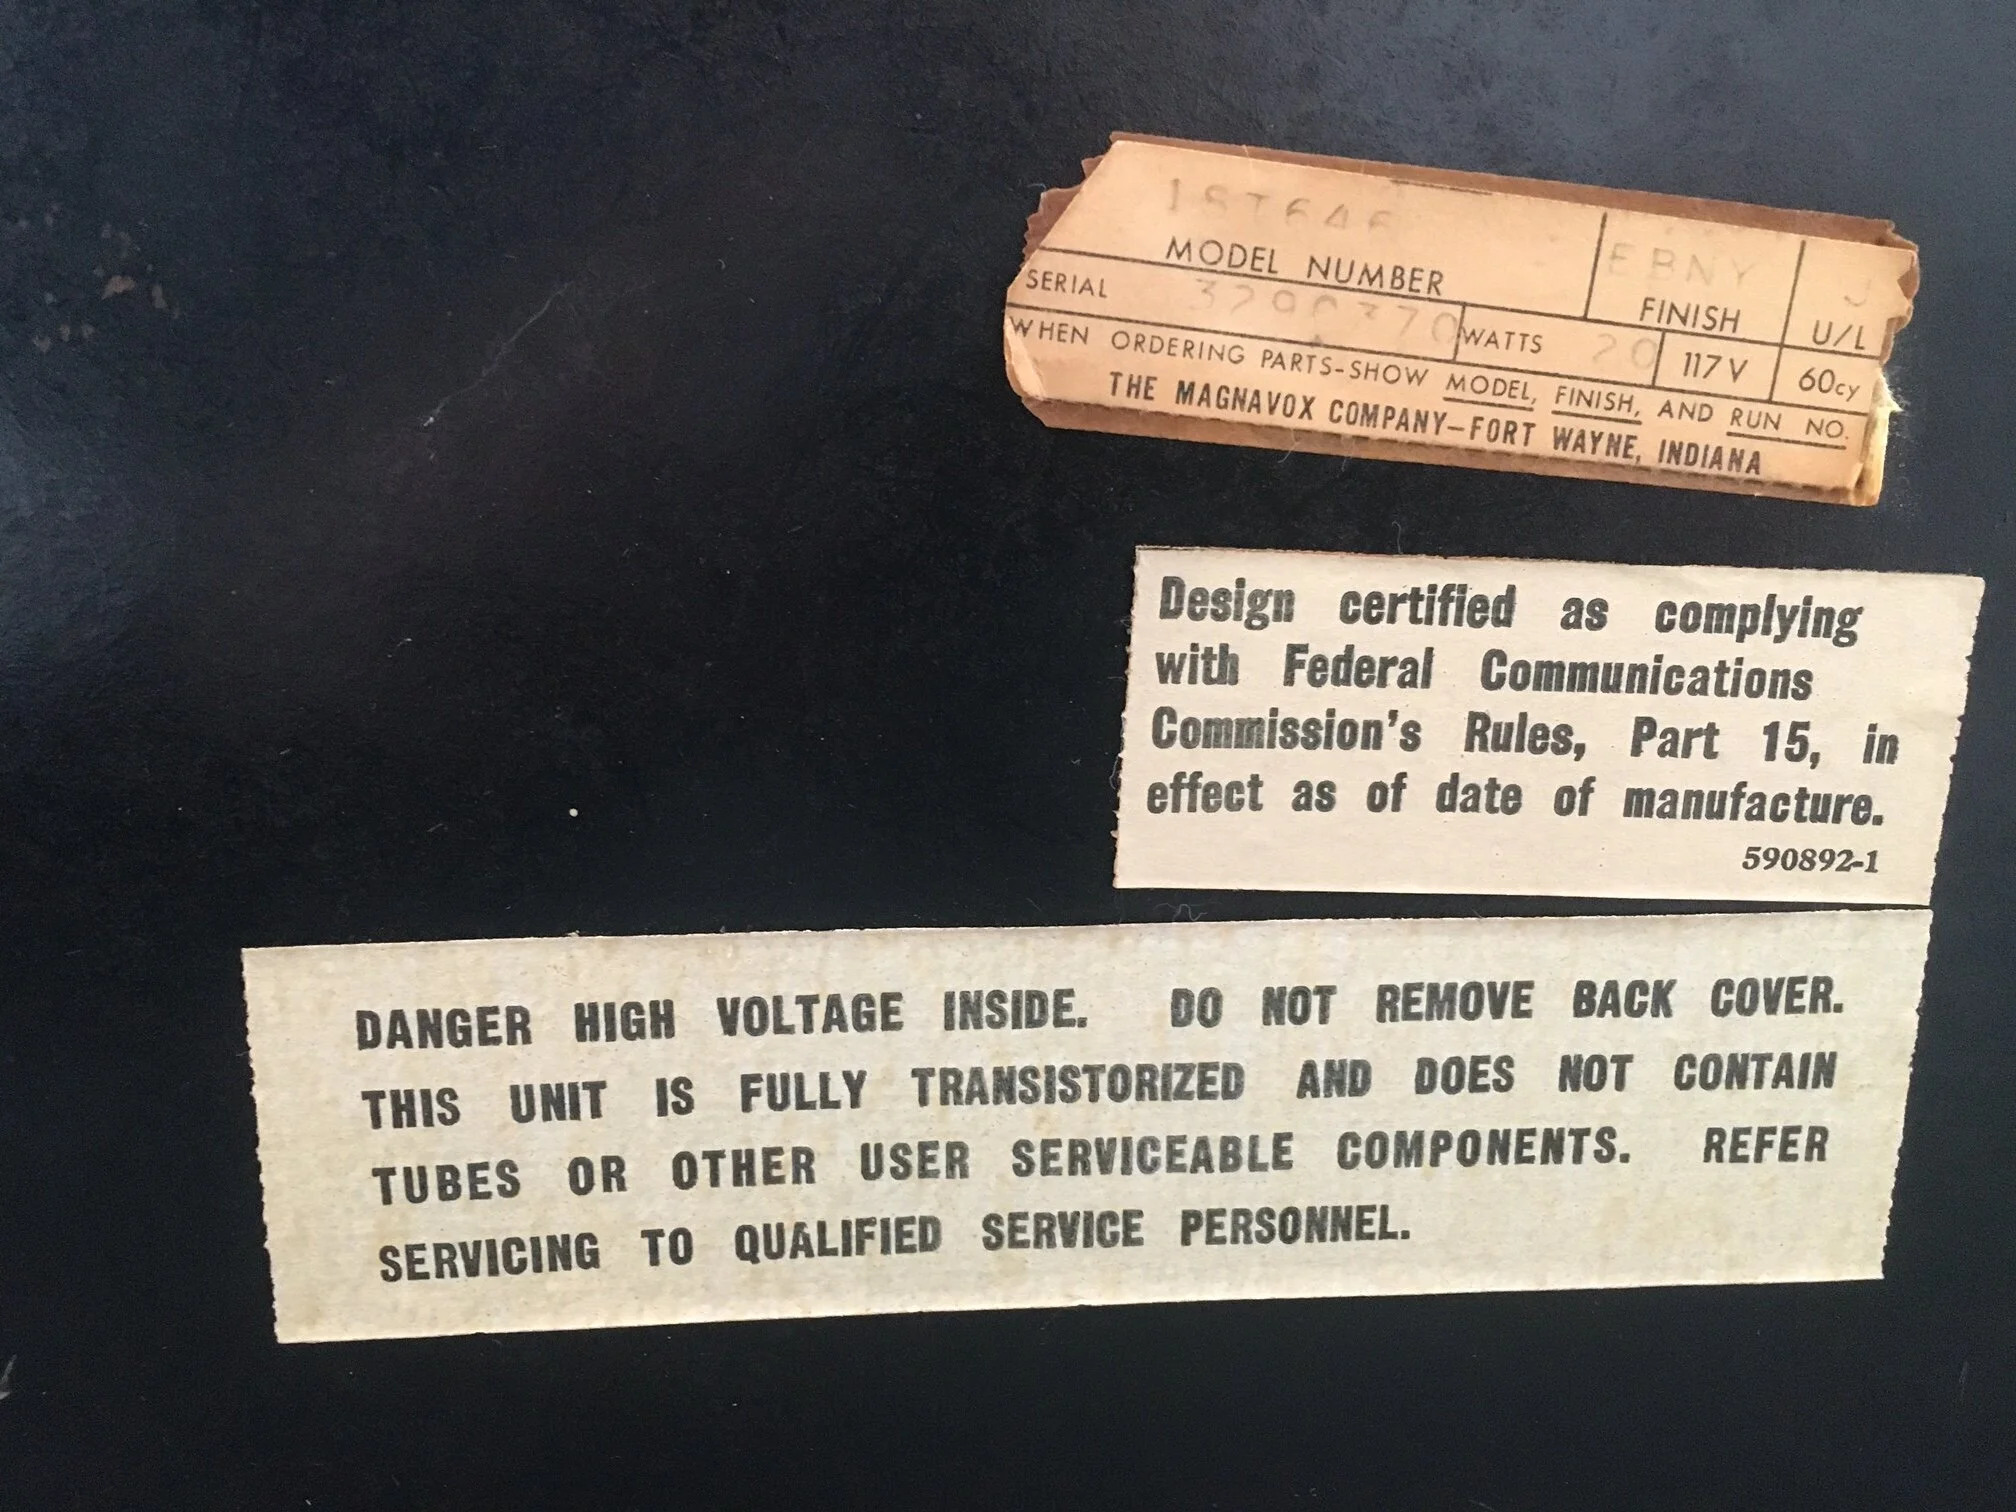 MODEL NUMBER
EBNY
FINISH
J
U/L
SERIAL
WATTS 20
117V
60cy
WHEN ORDERING PARTS-SHOW MODEL, FINISH, AND RUN NO.
THE MAGNAVOX COMPANY—FORT WAYNE, INDIANA
Design certified as complying
with Federal Communications
Commission's Rules, Part 15, in
effect as of date of manufacture.
590892-1
DANGER HIGH VOLTAGE INSIDE. DO NOT REMOVE BACK COVER.
THIS UNIT IS FULLY TRANSISTORIZED AND DOES NOT CONTAIN
TUBES OR OTHER USER SERVICEABLE COMPONENTS. REFER
SERVICING TO QUALIFIED SERVICE PERSONNEL.